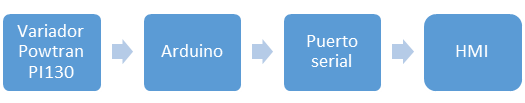 Variador
Powtran
PI130
Arduino
Puerto
serial
HMI